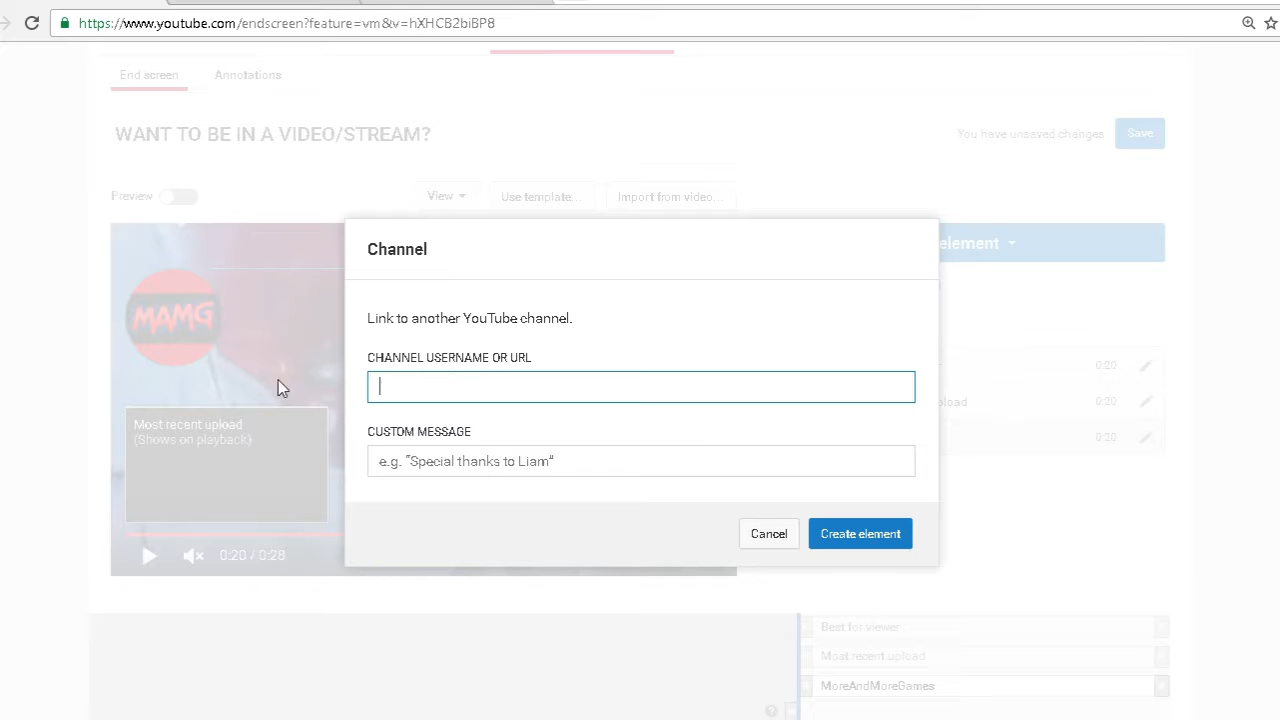 https://www.youtube.com/endscreen?feature=vm&v=hXHCB2biBP8
End screen
Annotations
WANT TO BE IN A VIDEO/STREAM?
You have unsaved changes
Save
Preview
View
Use template...
Import from video...
element
MAMG
Most recent upload
(Shows on playback)
0:20 / 0:28
Channel
Link to another YouTube channel.
CHANNEL USERNAME OR URL
CUSTOM MESSAGE
e.g. "Special thanks to Liam"
Cancel
Create element
0:20
0:20
0:20
Best for viewer
Most recent upload
MoreAndMoreGames